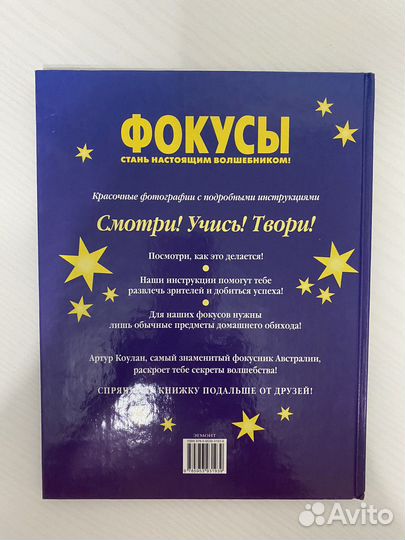 ФОКУСЫ
СТАНЬ НАСТОЯЩИМ ВОЛШЕБНИКОМ!
Красочные фотографии с подробными инструкциями
Смотри! Учись! Твори!
Посмотри, как это делается!
Наши инструкции помогут тебе
развлечь зрителей и добиться успеха!
Для наших фокусов нужны
лишь обычные предметы домашнего обихода!
Артур Коулан, самый знаменитый фокусник Австралии,
раскроет тебе секреты волшебства!
КНИЖКУ ПОДАЛЬШЕ ОТ ДРУЗЕЙ!
ЭГМОНТ
Avito